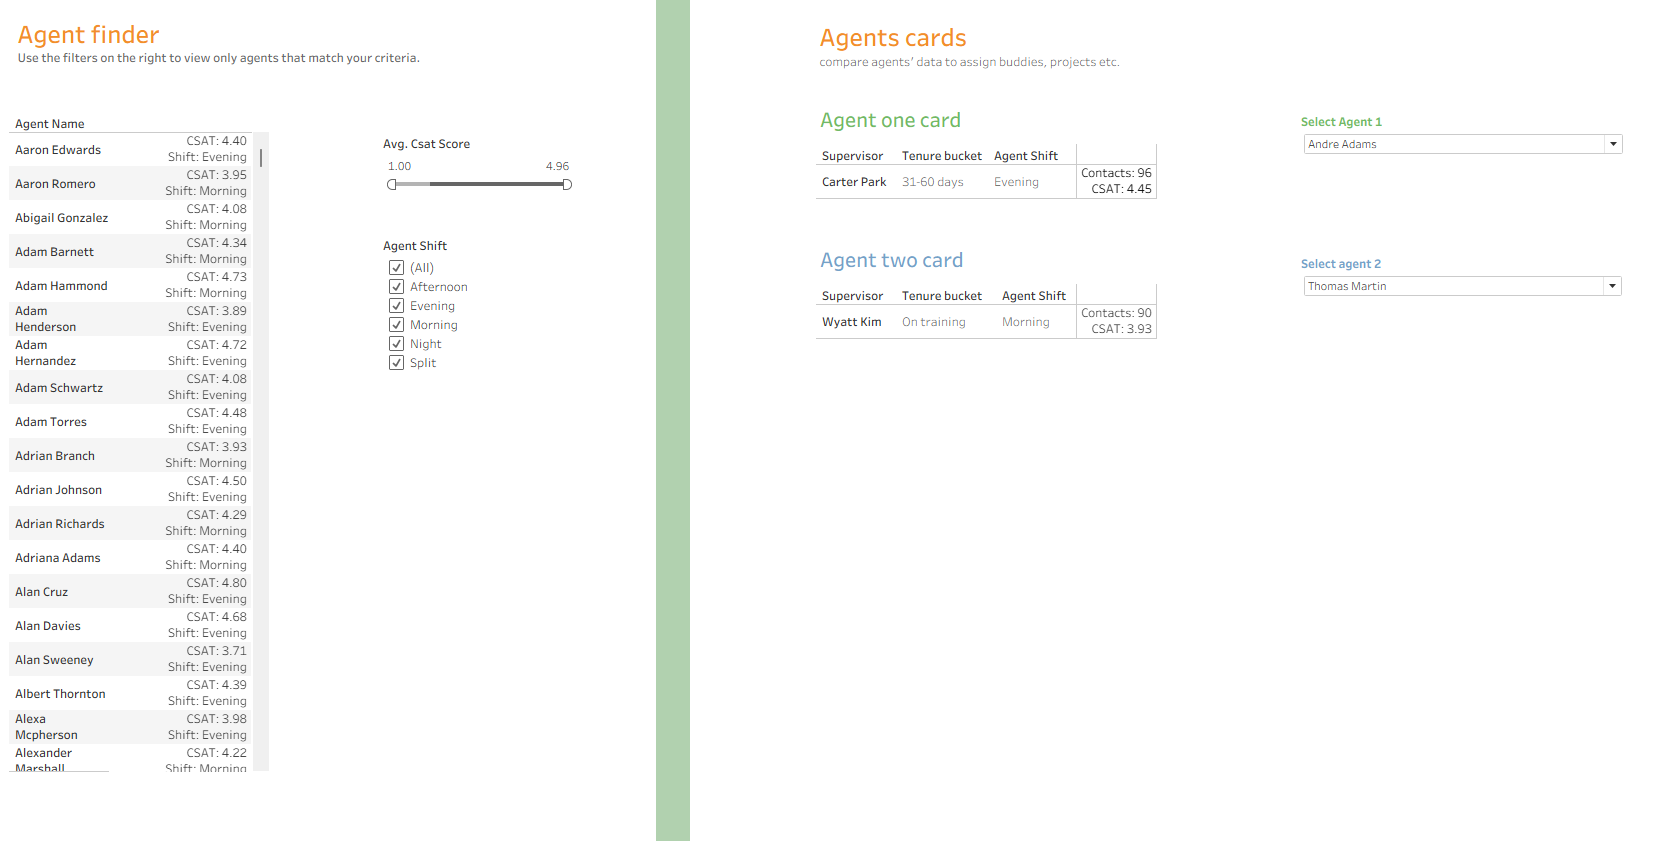 Agent finder
Use the filters on the right to view only agents that match your criteria.
Agent Name
Aaron Edwards
CSAT: 4.40
Shift: Evening
Aaron Romero
CSAT: 3.95
Shift: Morning
Abigail Gonzalez
CSAT: 4.08
Shift: Morning
Adam Barnett
CSAT: 4.34
Shift: Morning
Adam Hammond
CSAT: 4.73
Shift: Morning
Adam
Henderson
CSAT: 3.89
Shift: Evening
Adam
Hernandez
CSAT: 4.72
Shift: Evening
Adam Schwartz
CSAT: 4.08
Shift: Evening
Adam Torres
CSAT: 4.48
Shift: Evening
Adrian Branch
CSAT: 3.93
Shift: Morning
Adrian Johnson
CSAT: 4.50
Shift: Evening
Adrian Richards
CSAT: 4.29
Shift: Morning
Adriana Adams
CSAT: 4.40
Shift: Morning
Alan Cruz
CSAT: 4.80
Shift: Evening
Alan Davies
CSAT: 4.68
Shift: Evening
Alan Sweeney
CSAT: 3.71
Shift: Evening
Albert Thornton
CSAT: 4.39
Shift: Evening
Alexa
Mcpherson
CSAT: 3.98
Shift: Evening
Alexander
Marshall
CSAT: 4.22
Shift: Morning
Avg. Csat Score
1.00 4.96
Agent Shift
(All)
Afternoon
Evening
Morning
Night
Split
Agents cards
compare agents' data to assign buddies, projects etc.
Agent one card
Supervisor Tenure bucket Agent Shift
Carter Park 31-60 days Evening
Contacts: 96
CSAT: 4.45
Select Agent 1
Andre Adams
Agent two card
Supervisor Tenure bucket Agent Shift
Wyatt Kim On training Morning
Contacts: 90
CSAT: 3.93
Select agent 2
Thomas Martin